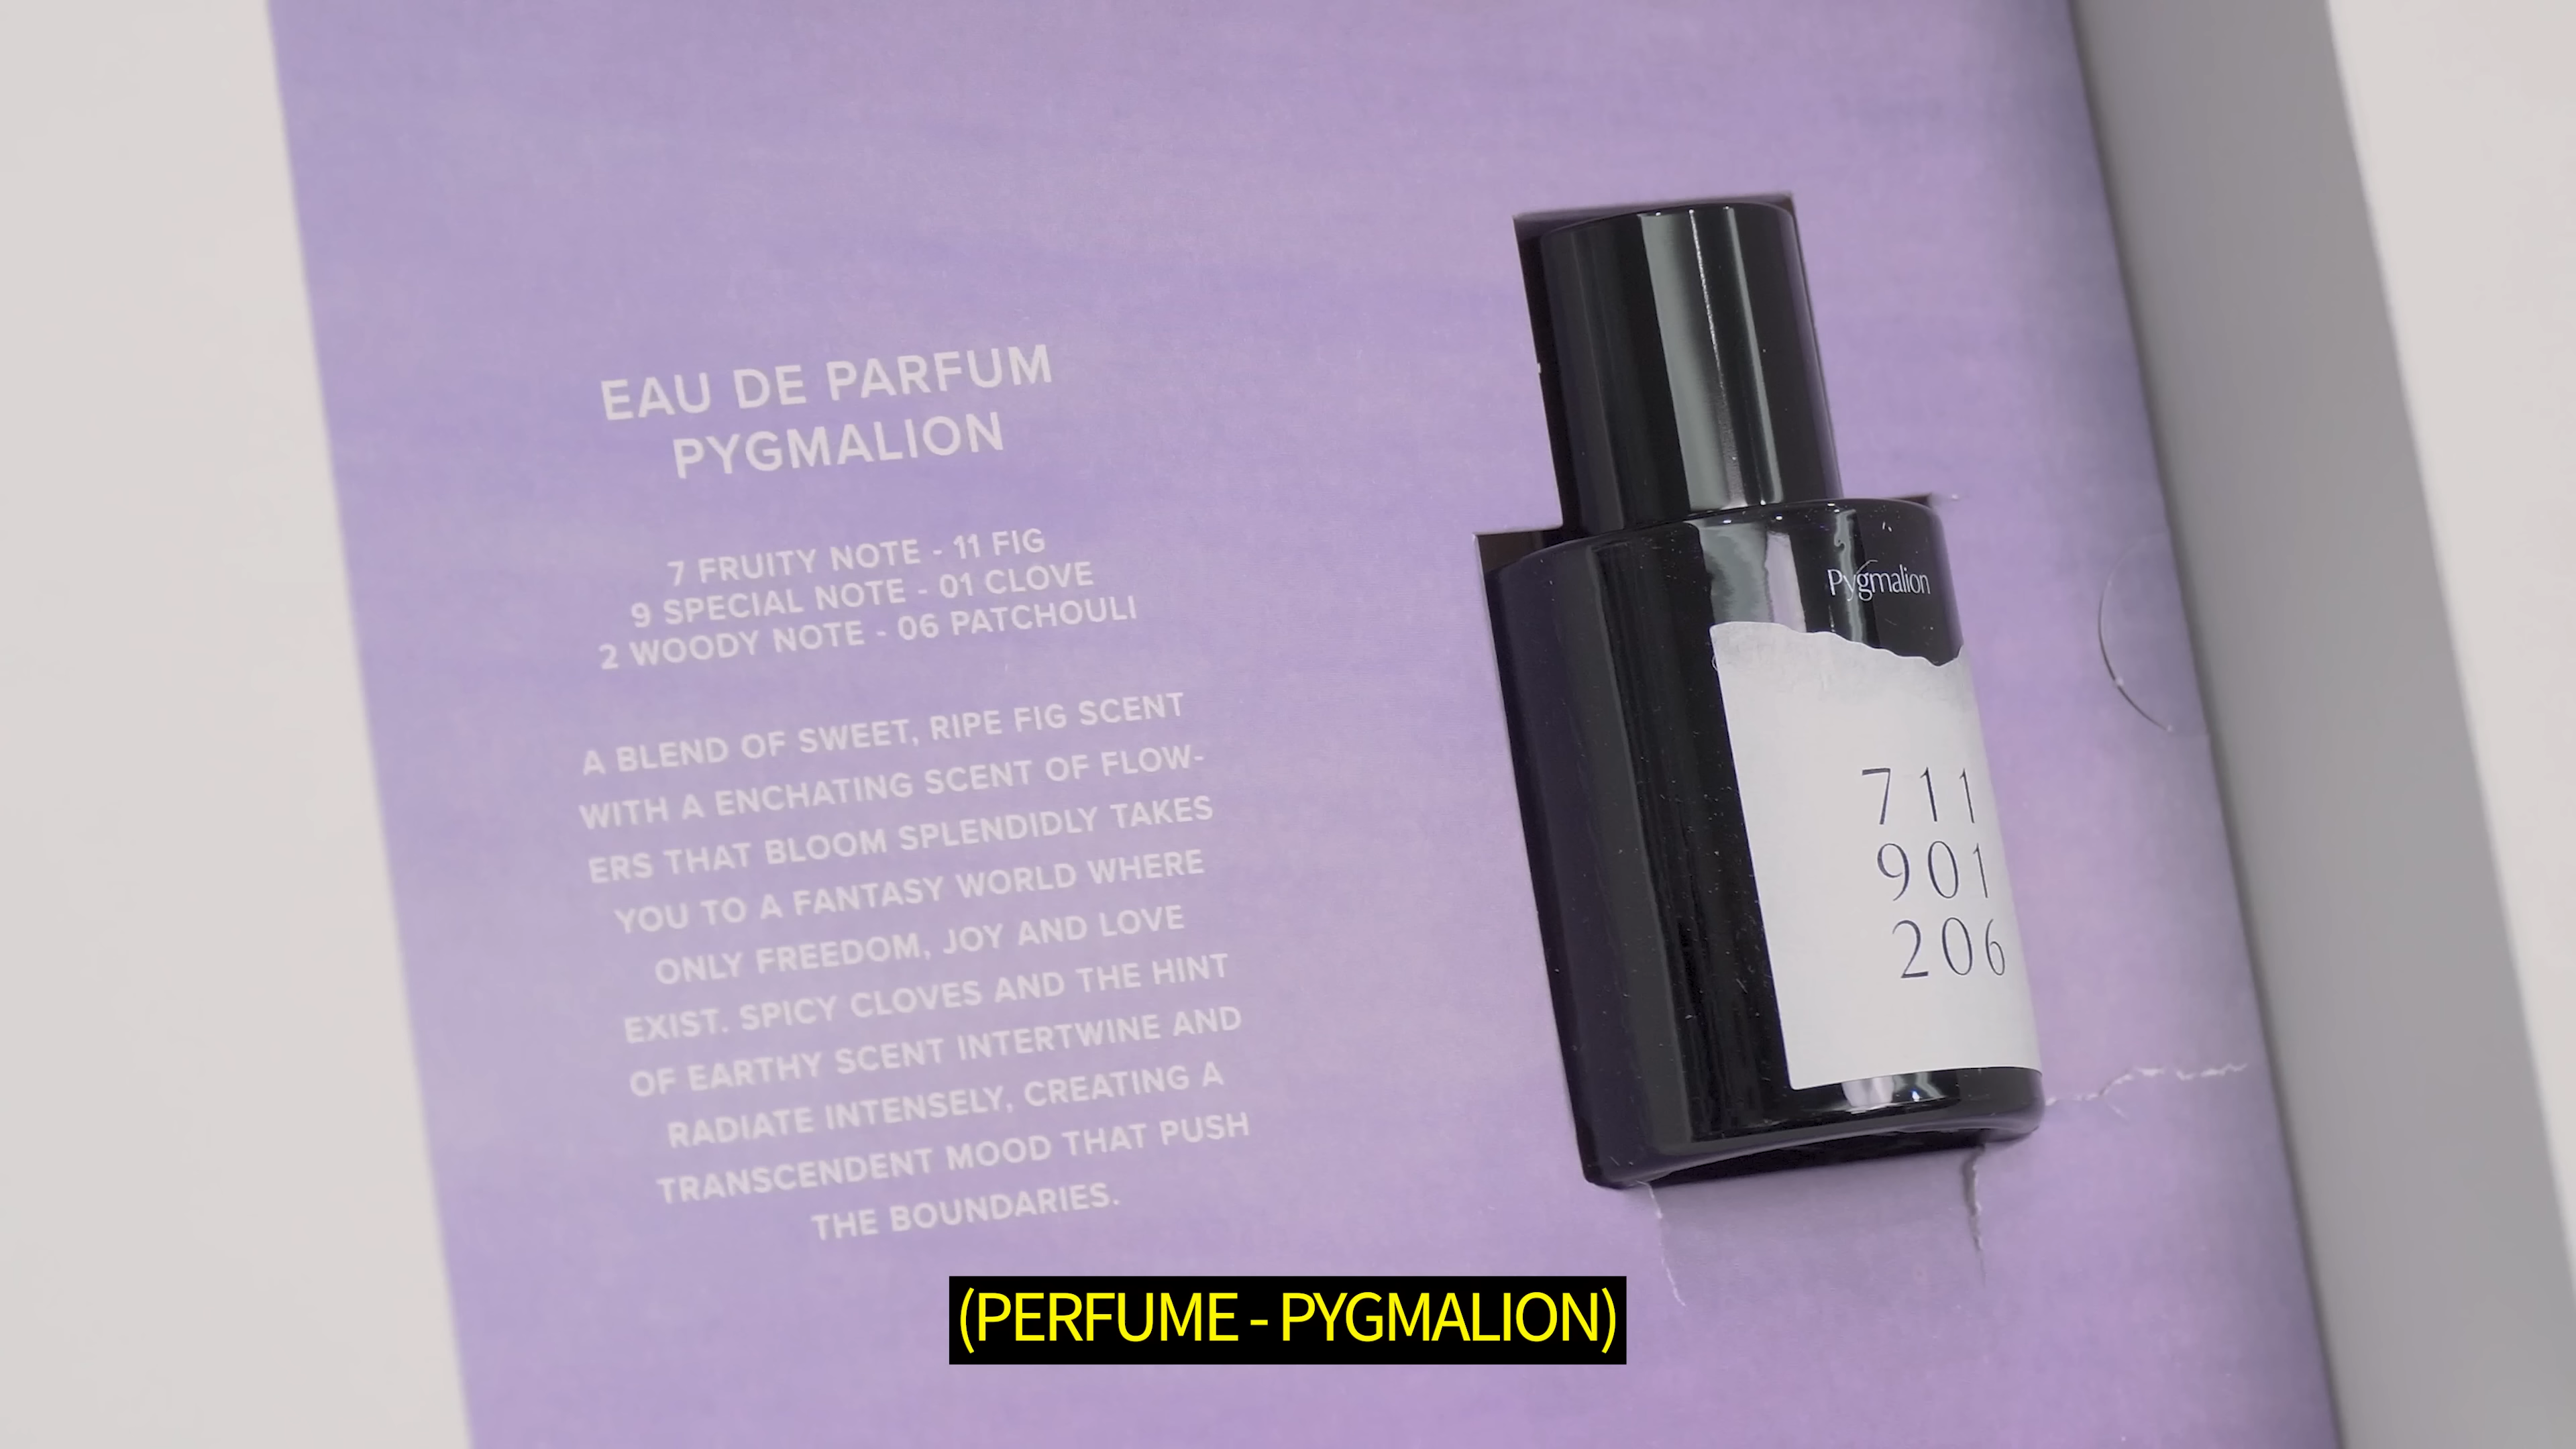 EAU DE PARFUM
PYGMALION
7 FRUITY NOTE - 11 FIG
9 SPECIAL NOTE - 01 CLOVE
2 WOODY NOTE - 06 PATCHOULI
A BLEND OF SWEET, RIPE FIG SCENT
WITH A ENCHATING SCENT OF FLOW-
ERS THAT BLOOM SPLENDIDLY TAKES
YOU TO A FANTASY WORLD WHERE
ONLY FREEDOM, JOY AND LOVE
EXIST. SPICY CLOVES AND THE HINT
OF EARTHY SCENT INTERTWINE AND
RADIATE INTENSELY, CREATING A
TRANSCENDENT MOOD THAT PUSH
THE BOUNDARIES.
Pygmalion
711
901
206
(PERFUME - PYGMALION)